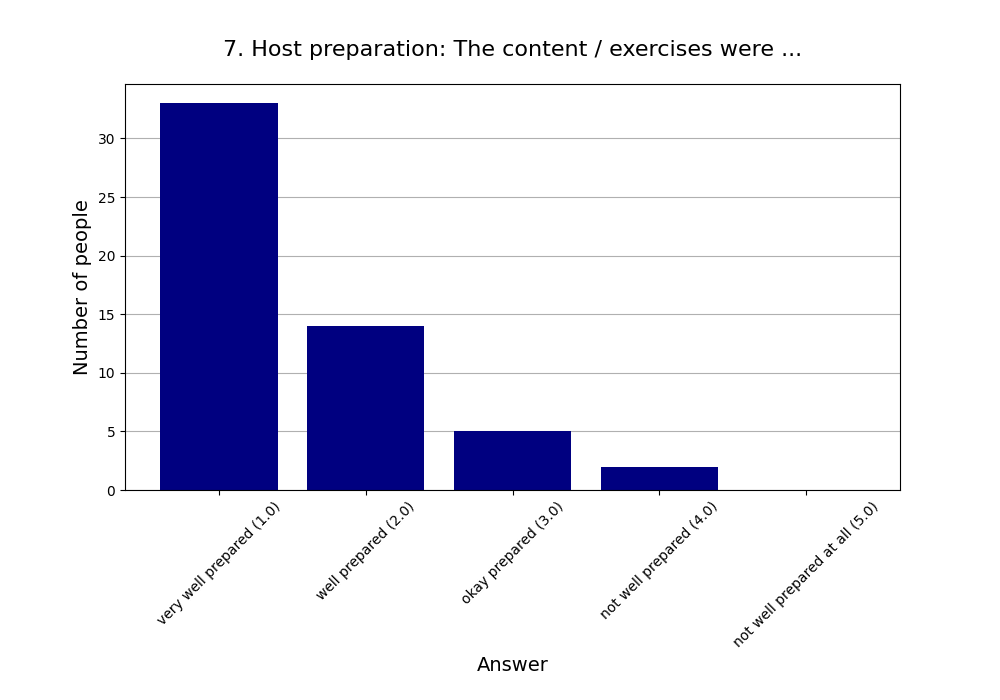 7. Host preparation: The content / exercises were ...
Number of people
30
25
20
15
10
5
0
very well prepared (1.0)
well prepared (2.0)
okay prepared (3.0)
not well prepared (4.0)
not well prepared at all (5.0)
Answer